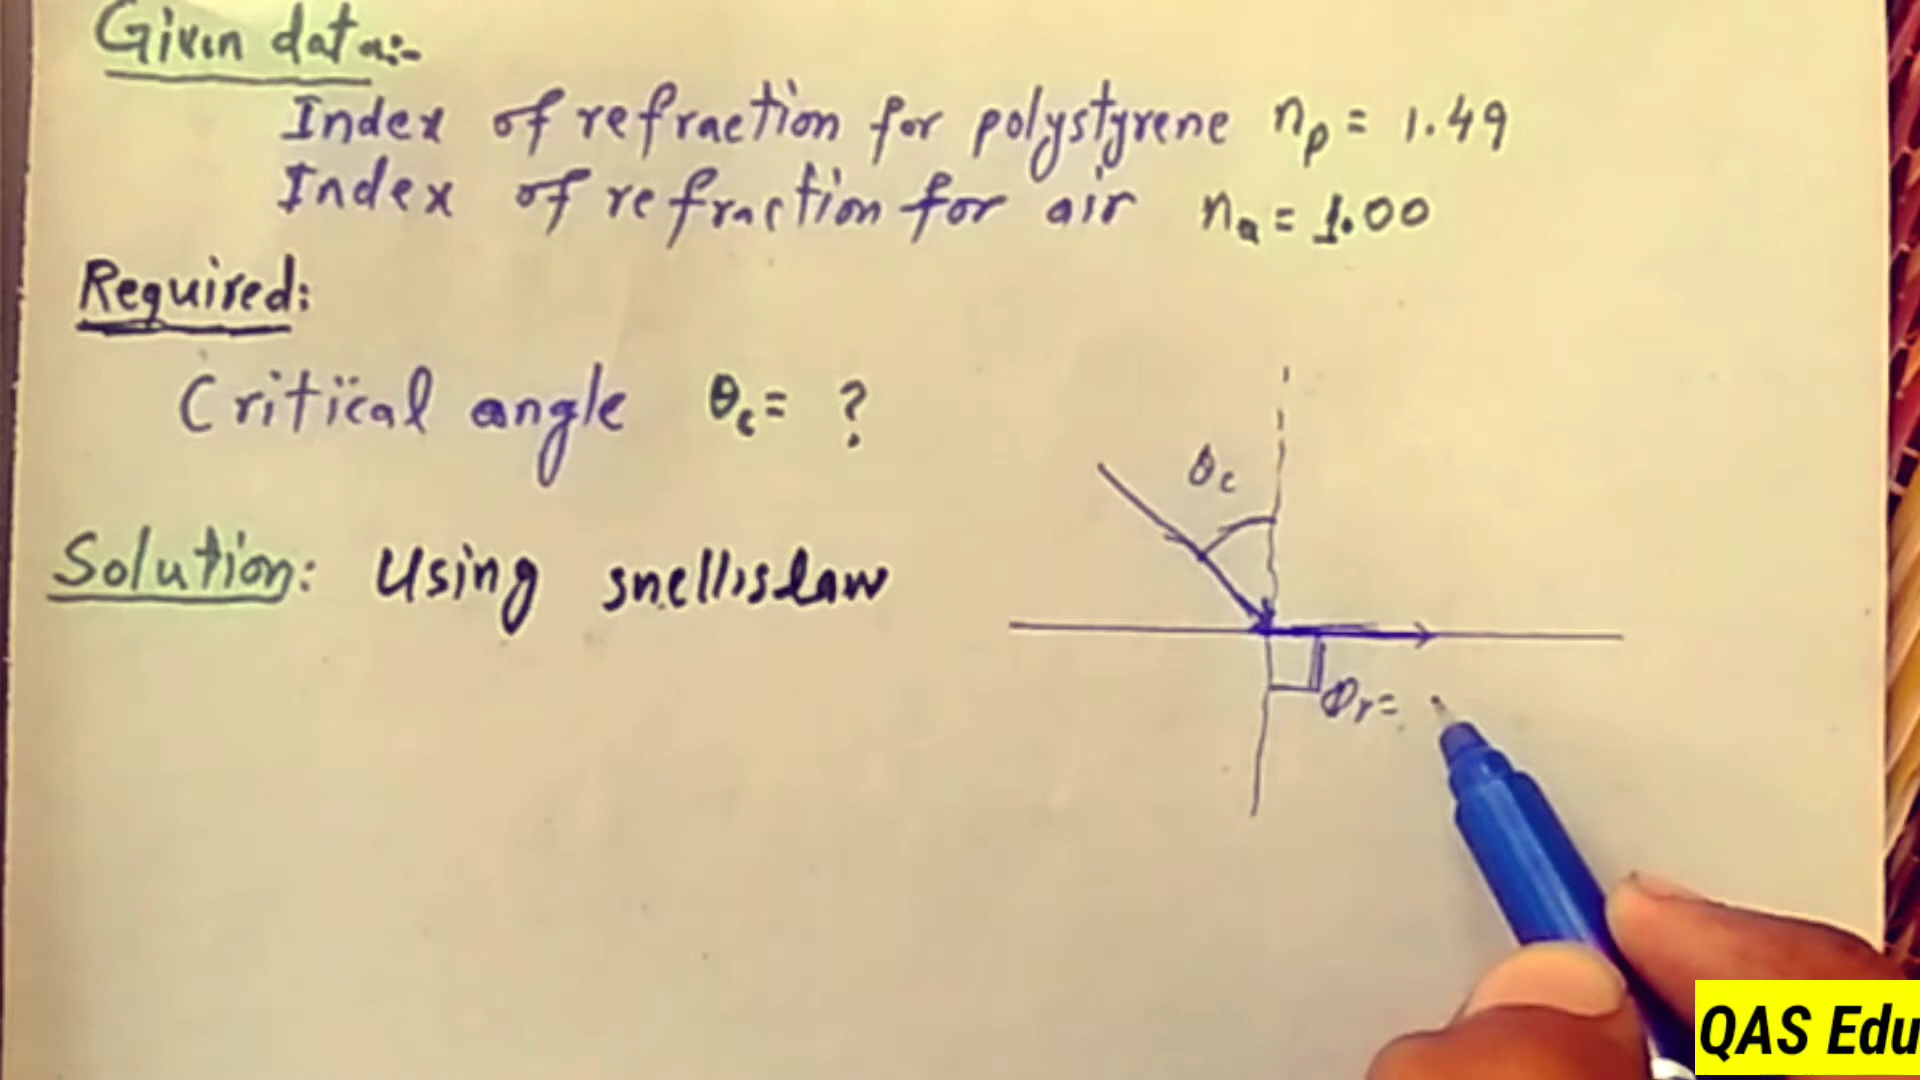 Given data:-
Index of refraction for polystyrene np = 1.49
Index of refraction for air na = 1.00
Required:
Critical angle θc = ?
θc
Solution: Using snell's law
θr =
QAS Edu